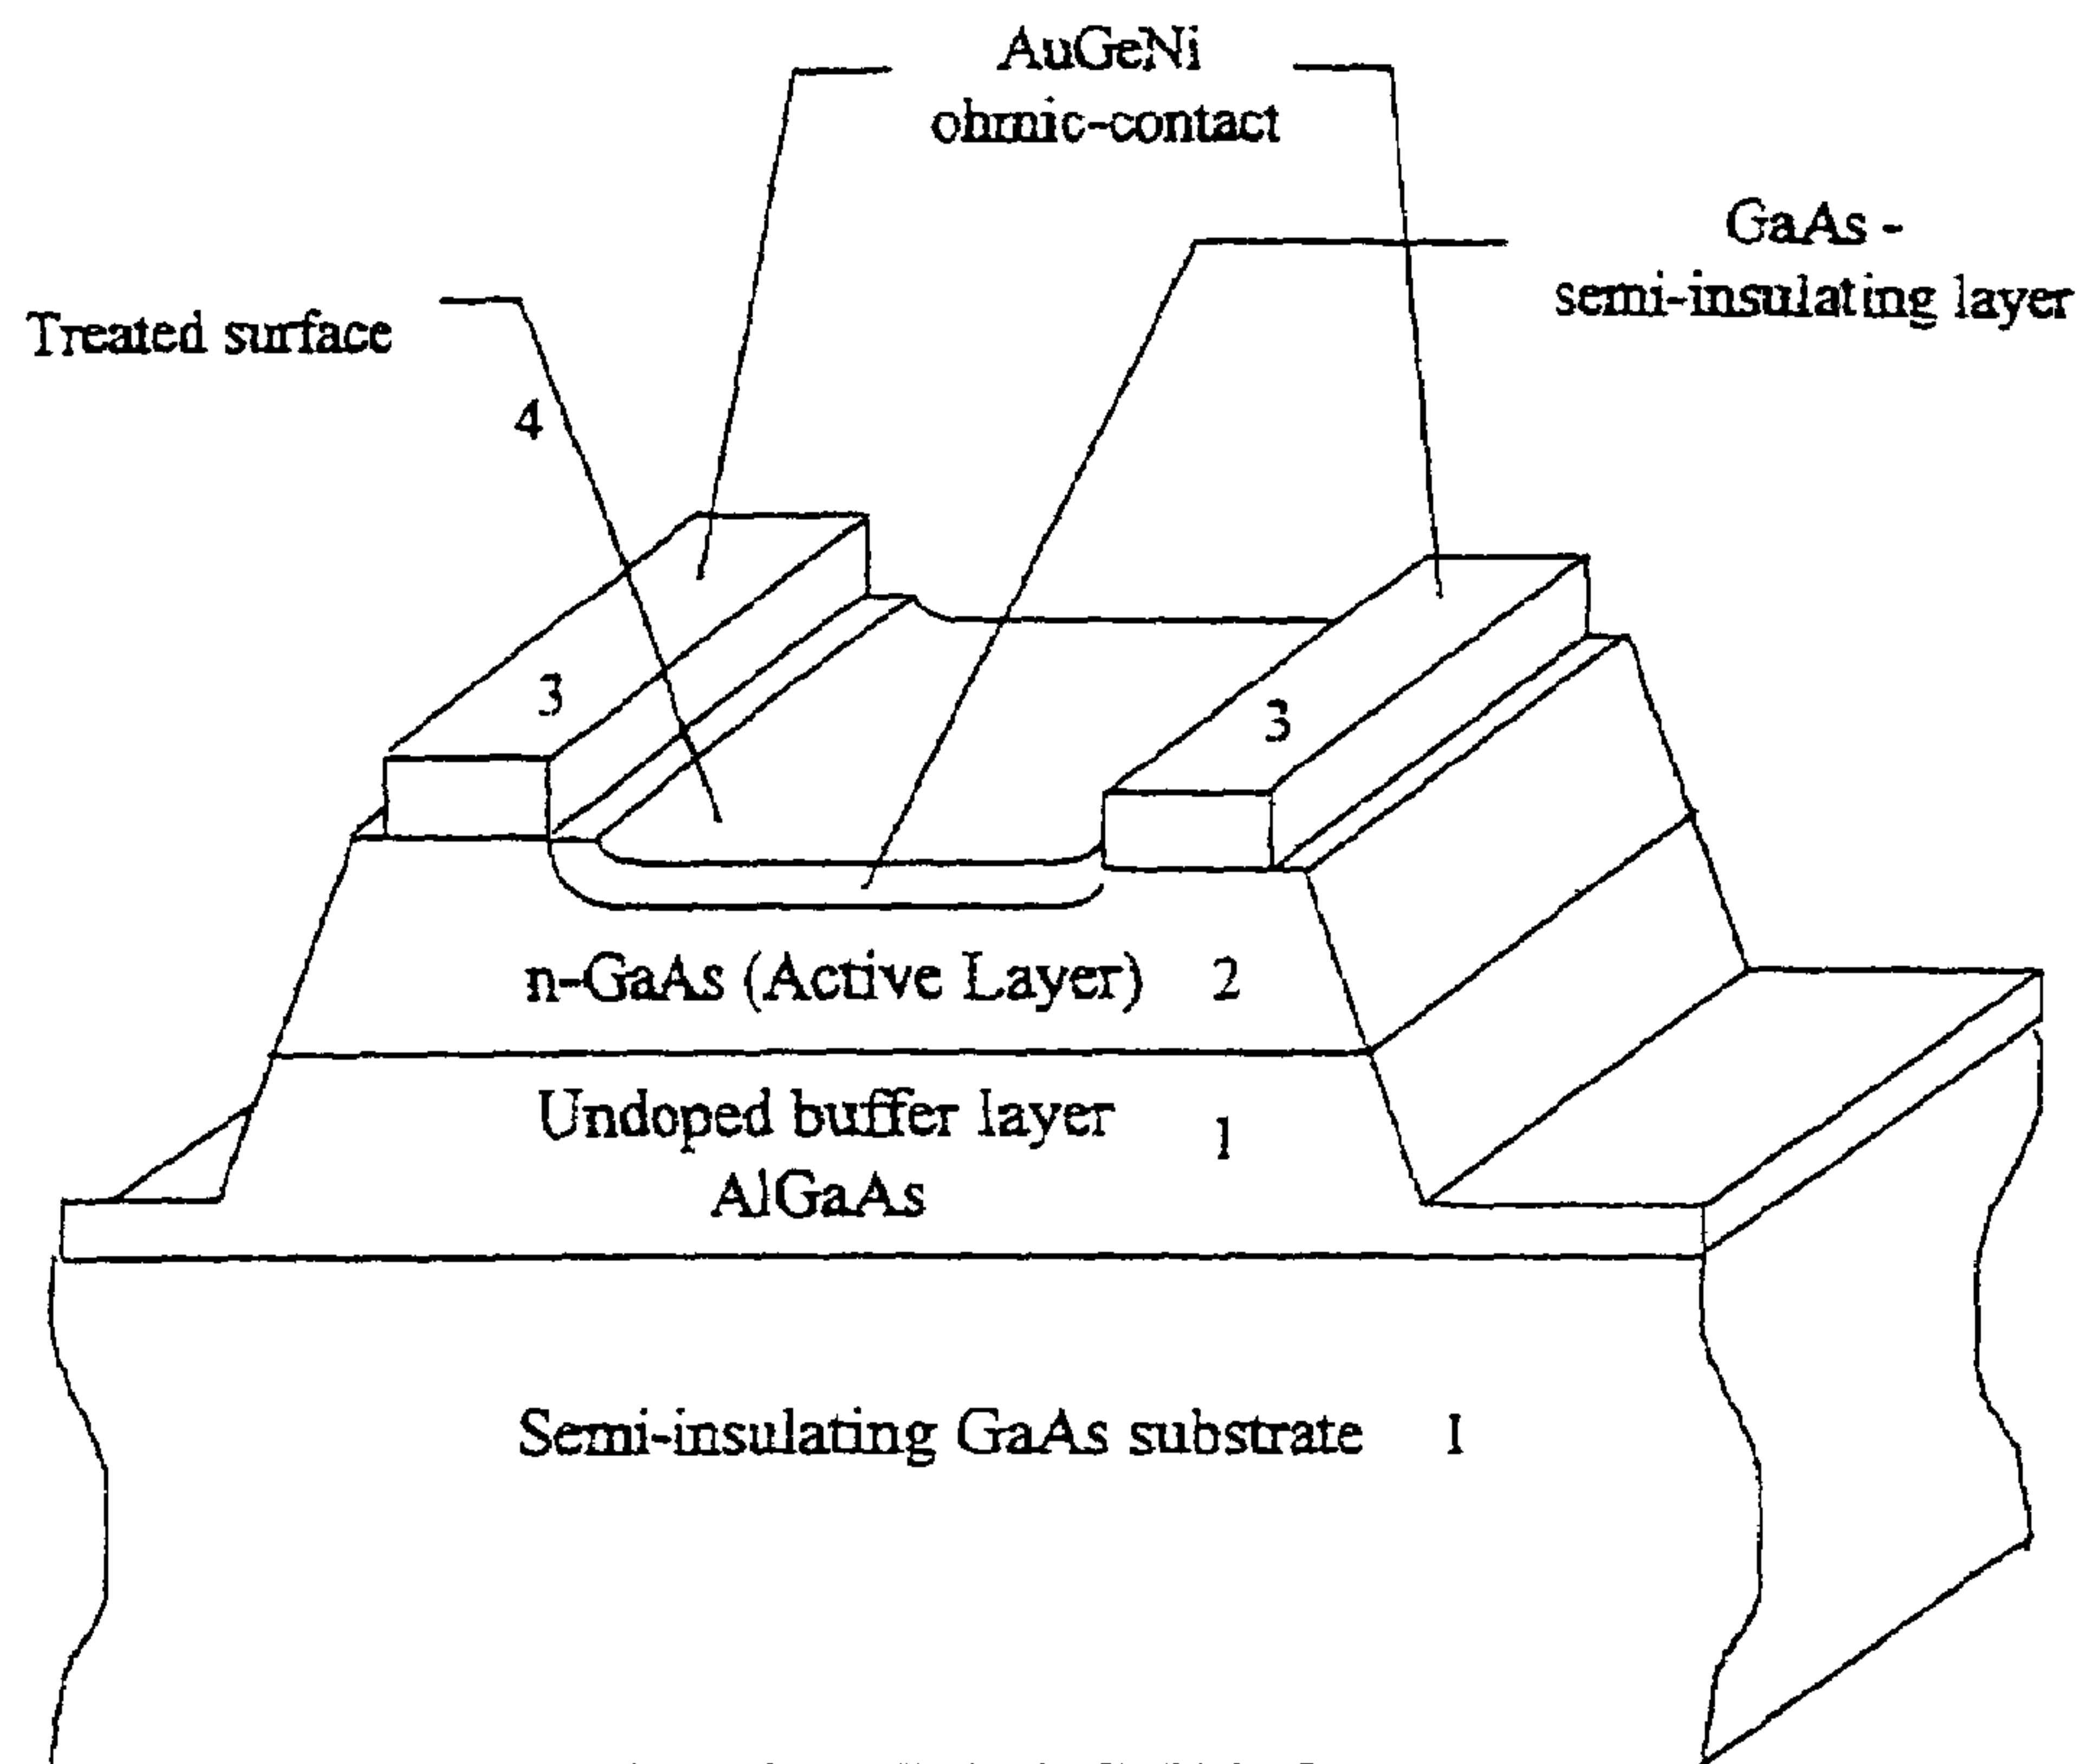 AuGeNi
ohmic-contact
GaAs -
semi-insulating layer
Treated surface
4
3
3
n-GaAs (Active Layer) 2
Undoped buffer layer 1
AlGaAs
Semi-insulating GaAs substrate 1